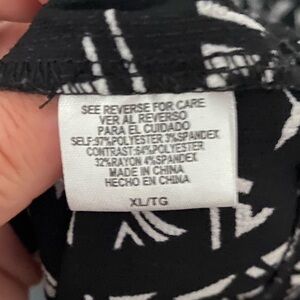 SEE REVERSE FOR CARE
VER AL REVERSO
PARA EL CUIDADO
SELF:97%POLYESTER 3%SPANDEX
CONTRAST:64%POLYESTER
32%RAYON 4%SPANDEX
MADE IN CHINA
HECHO EN CHINA
XL/TG